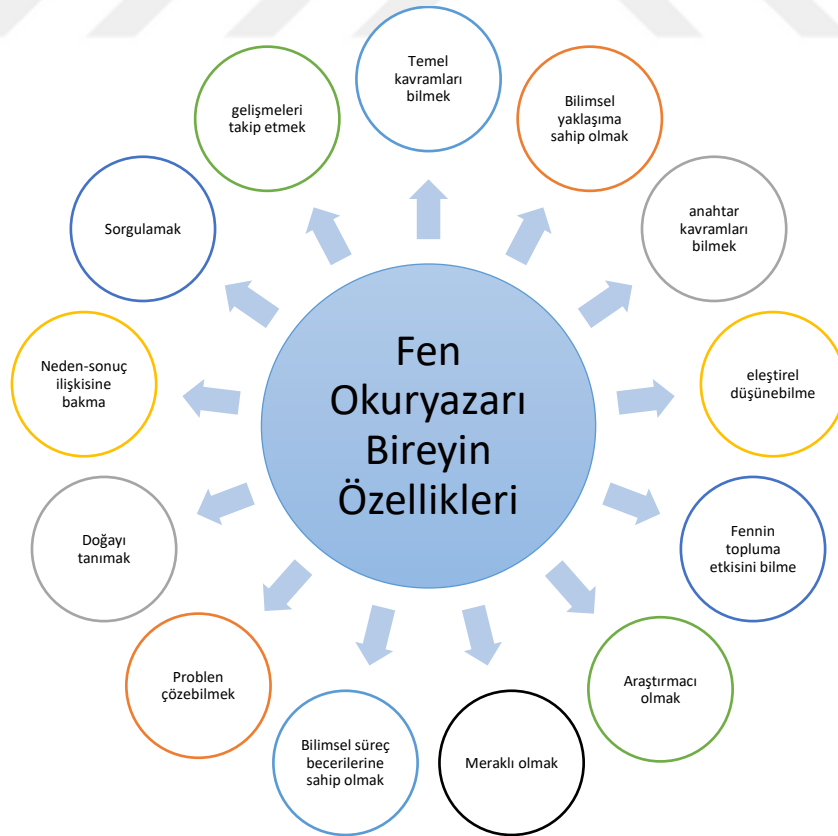 Fen
Okuryazarı
Bireyin
Özellikleri
Temel
kavramları
bilmek
Bilimsel
yaklaşıma
sahip olmak
anahtar
kavramları
bilmek
eleştirel
düşünebilme
Fennin
topluma
etkisini bilme
Araştırmacı
olmak
Meraklı olmak
Bilimsel süreç
becerilerine
sahip olmak
Problen
çözebilmek
Doğayı
tanımak
Neden-sonuç
ilişkisine
bakma
Sorgulamak
gelişmeleri
takip etmek